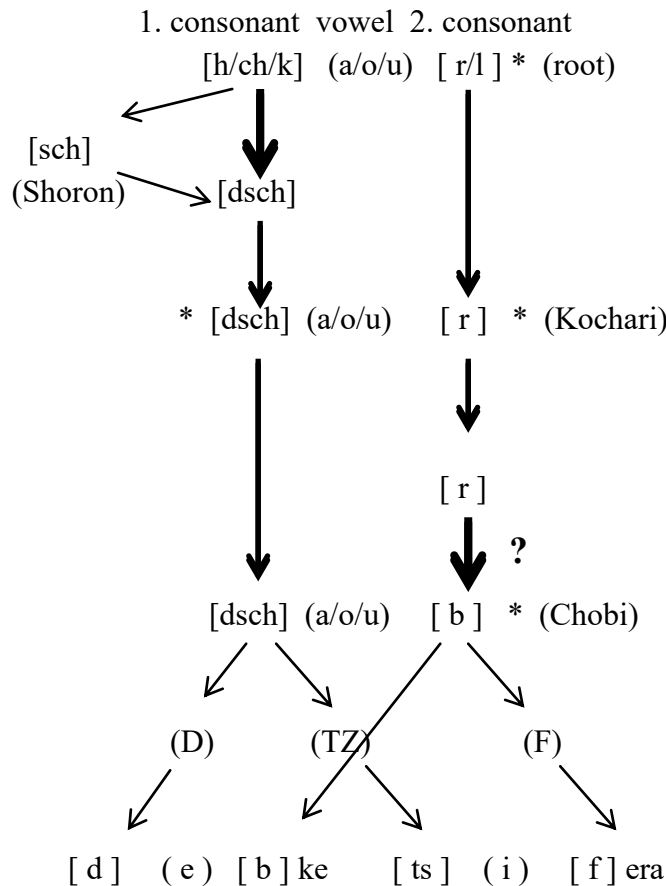 1. consonant vowel 2. consonant
[h/ch/k] (a/o/u) [ r/l ] * (root)
[sch]
(Shoron) [dsch]
* [dsch] (a/o/u) [ r ] * (Kochari)
[ r ]
?
[dsch] (a/o/u) [ b ] * (Chobi)
(D) (TZ) (F)
[ d ] ( e ) [ b ] ke [ ts ] ( i ) [ f ] era